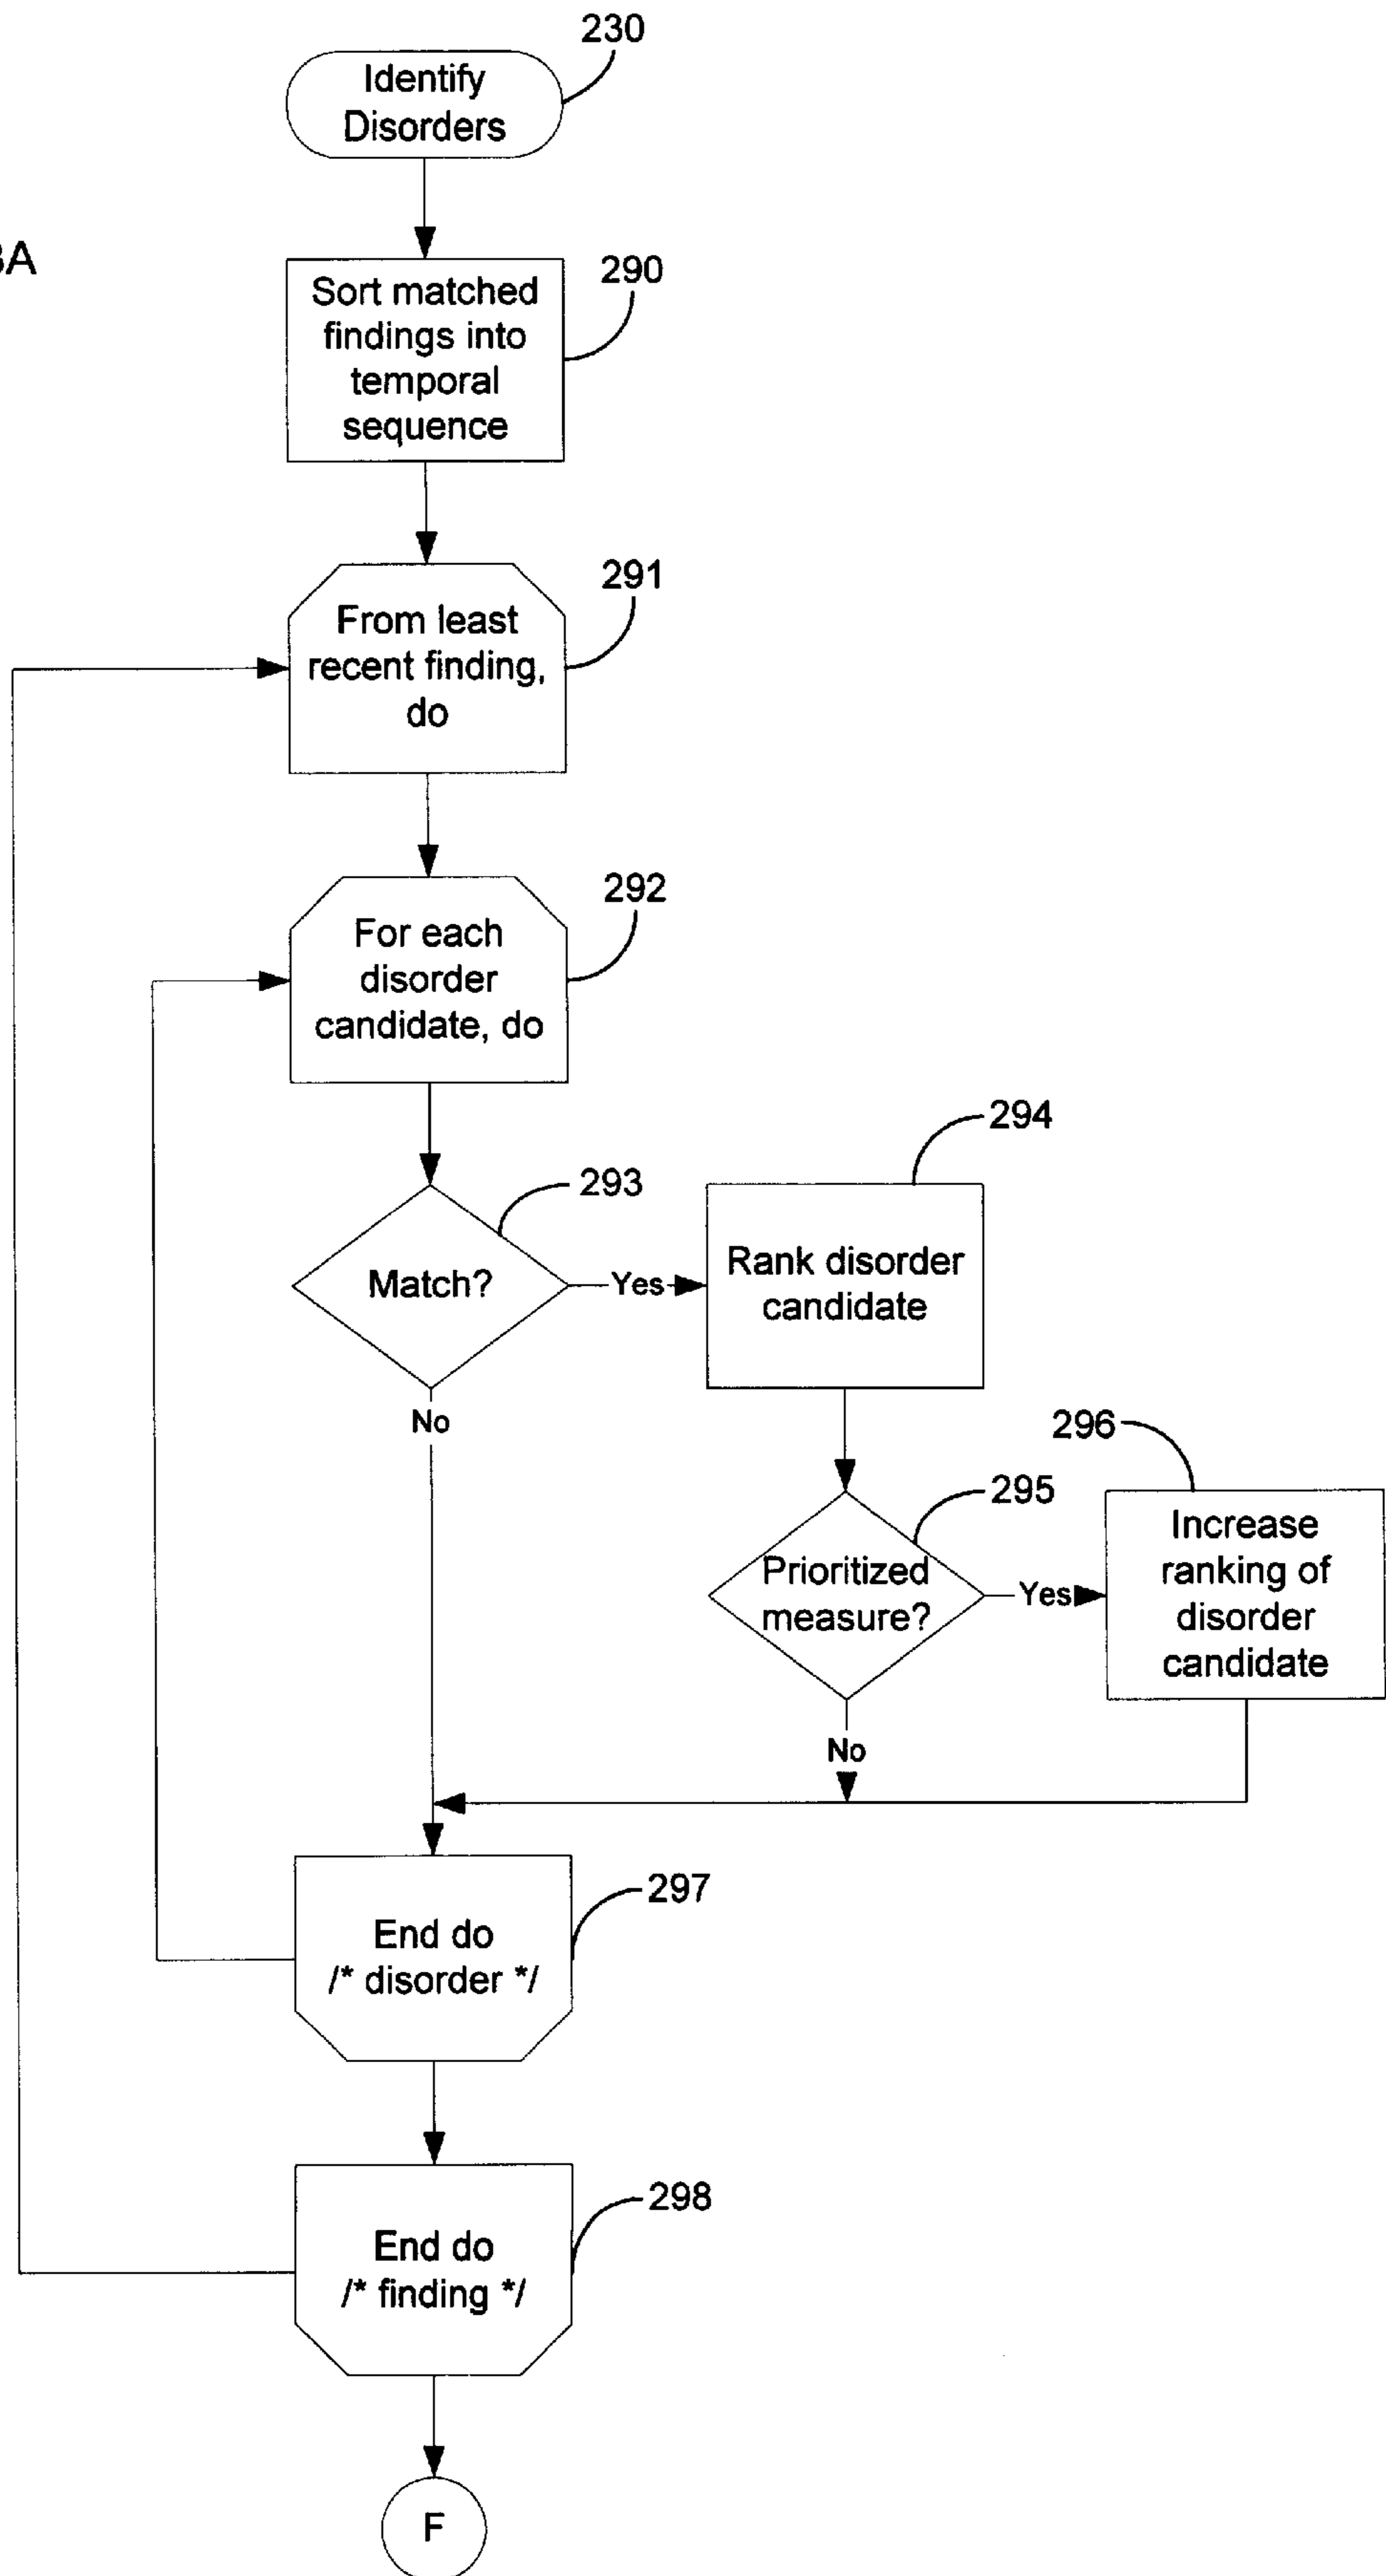 230
Identify
Disorders
3A
290
Sort matched
findings into
temporal
sequence
291
From least
recent finding,
do
292
For each
disorder
candidate, do
294
293
Match?
Yes
Rank disorder
candidate
No
296
295
Prioritized
measure?
Yes
Increase
ranking of
disorder
candidate
No
297
End do
/* disorder */
298
End do
/* finding */
F